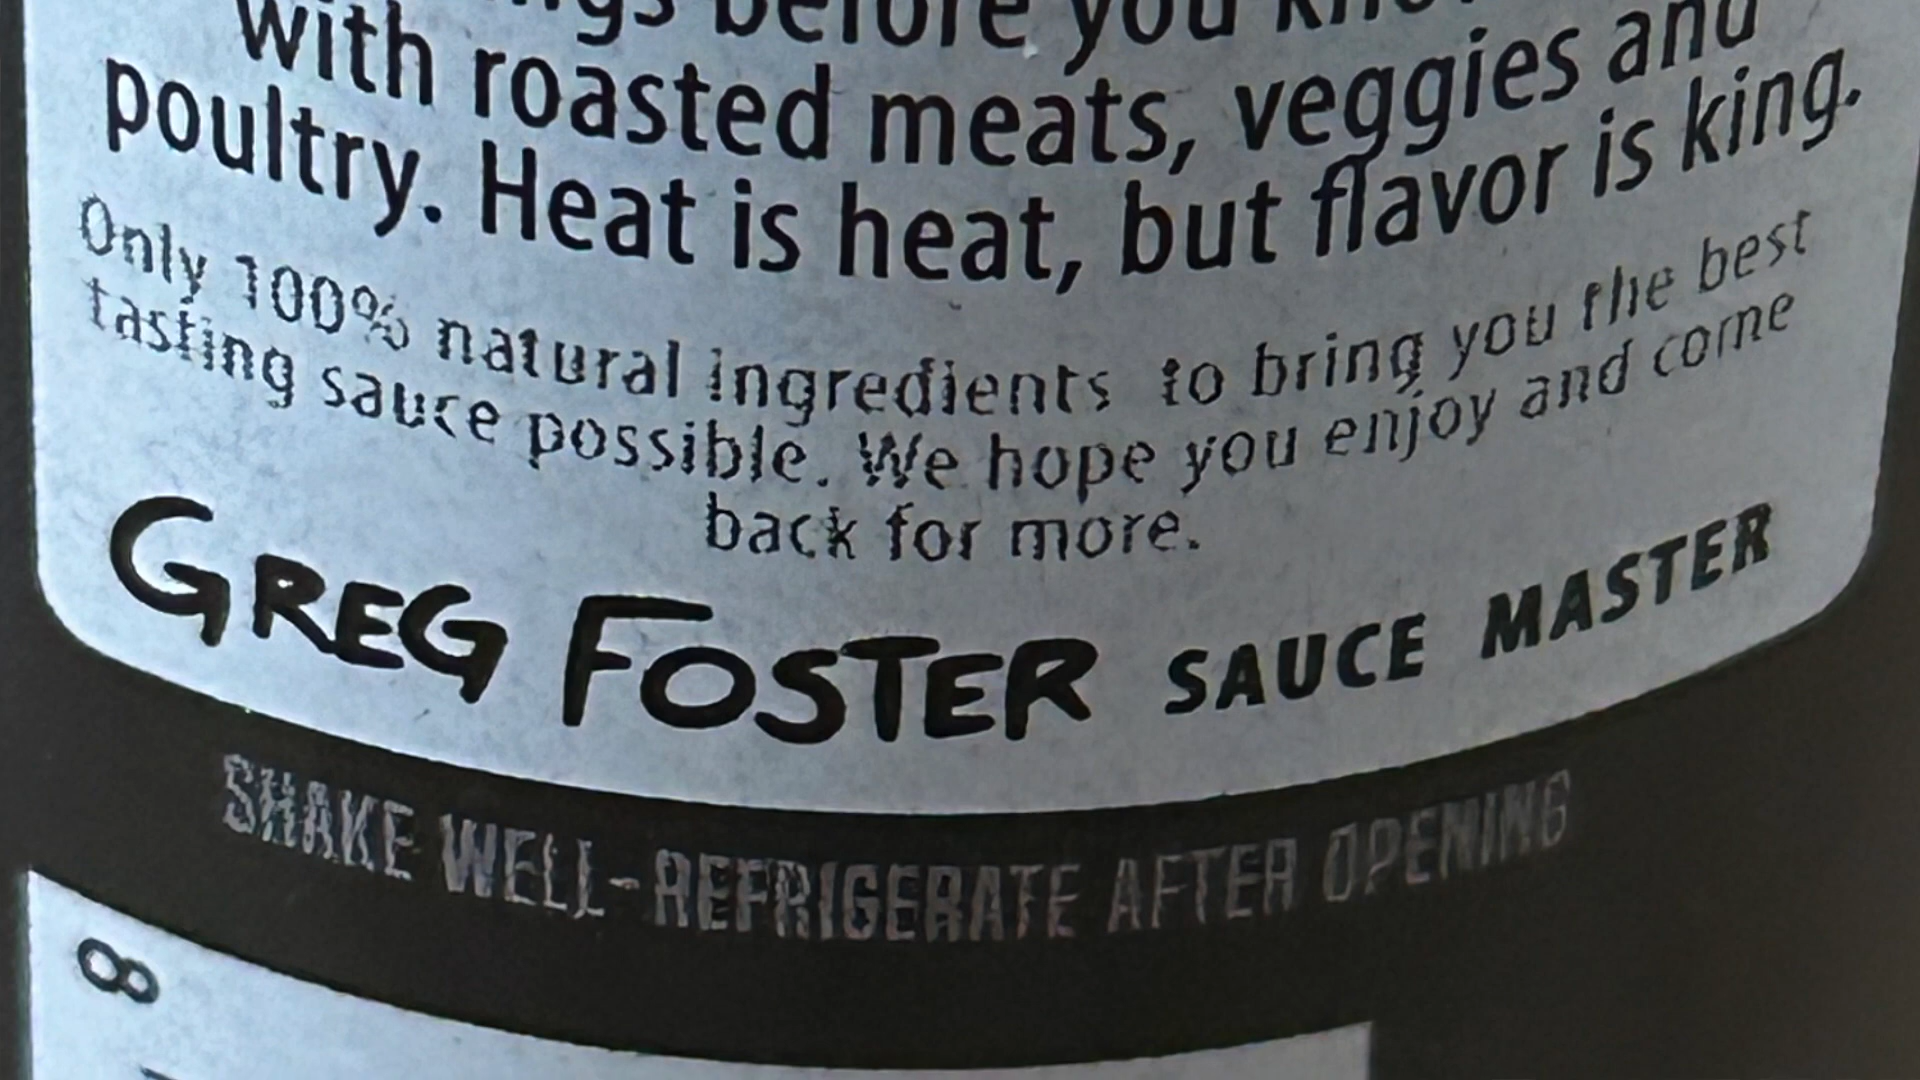 before you
with roasted meats, veggies and
poultry. Heat is heat, but flavor is king.
Only 100% natural ingredients to bring you the best
tasting sauce possible. We hope you enjoy and come
back for more.
GREG FOSTER SAUCE MASTER
SHAKE WELL-REFRIGERATE AFTER OPENING
8